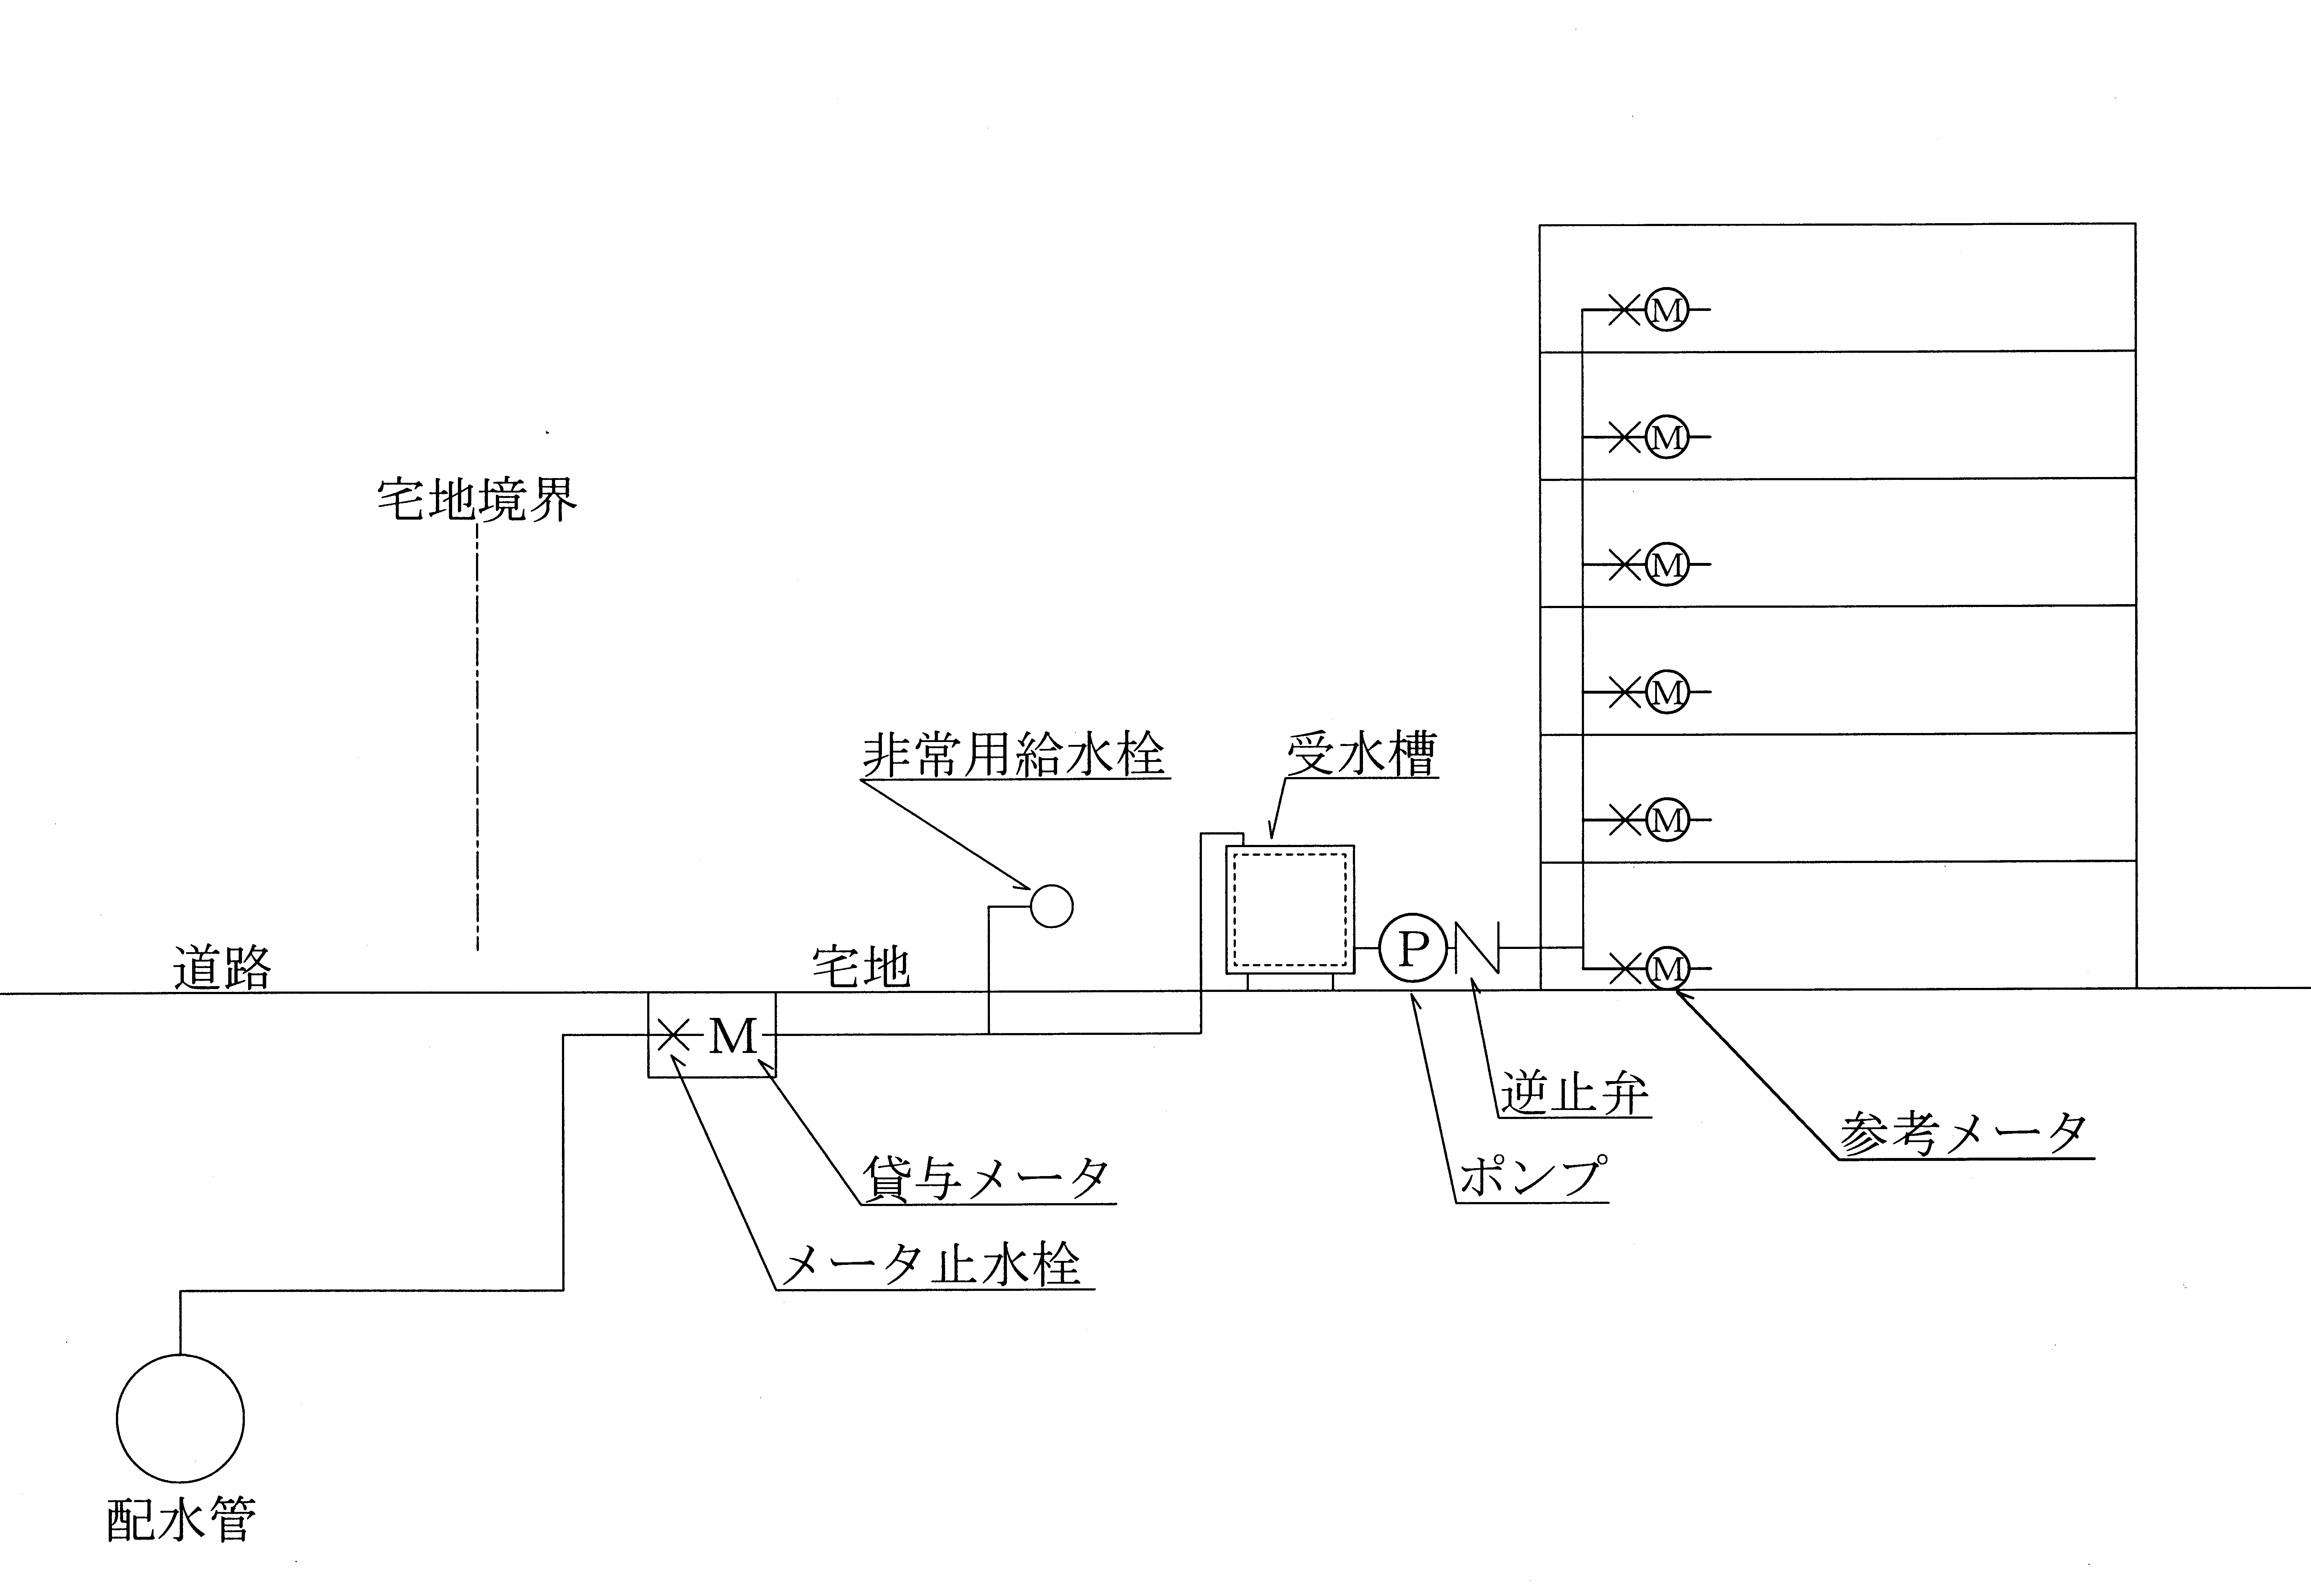 M
M
宅地境界
M
M
非常用給水栓
受水槽
M
道路
宅地
P
M
M
逆止弁
参考メータ
貸与メータ
ポンプ
メータ止水栓
配水管